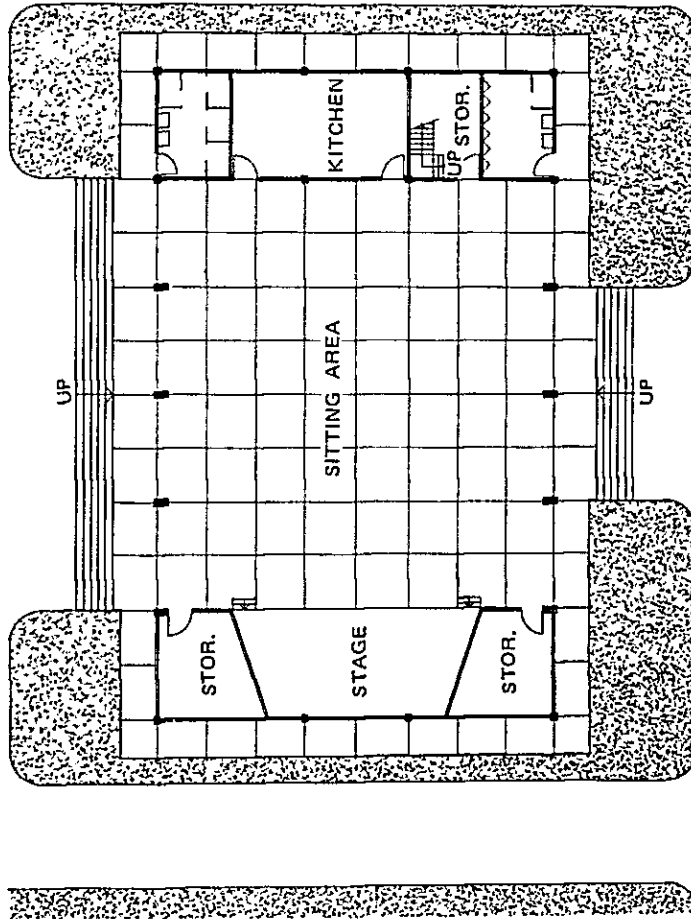 UP
KITCHEN
UP
STOR.
SITTING AREA
UP
STOR.
STAGE
STOR.